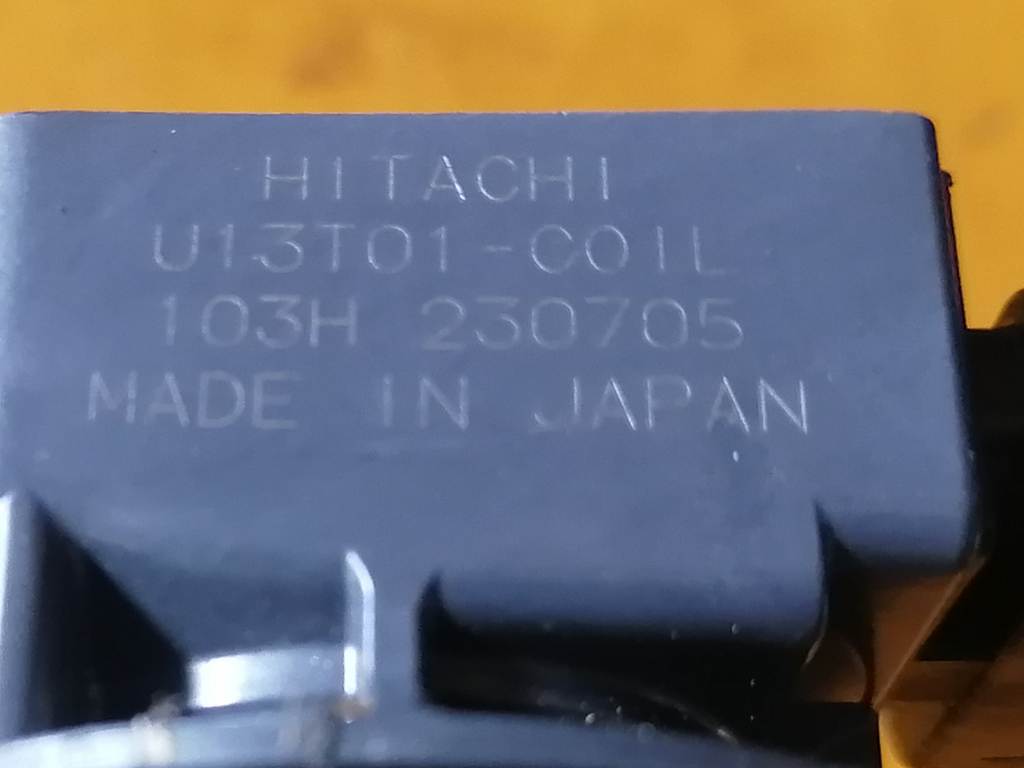 HITACHI
U13T01-COIL
103H 230705
MADE IN JAPAN